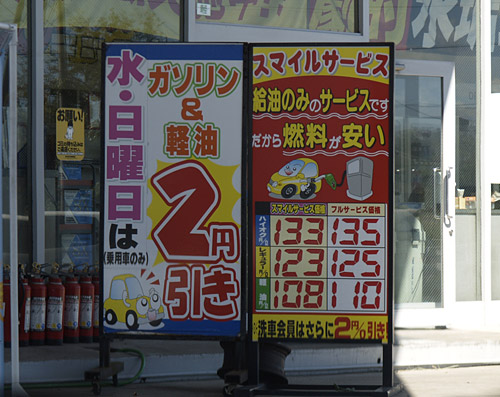 水・日曜日は
(乗用車のみ)
ガソリン
&
軽油
2円
引き
スマイルサービス
給油のみのサービスです
だから燃料が安い
スマイルサービス価格 フルサービス価格
ハイオク 133 135
レギュラー 123 125
軽油 108 110
洗車会員はさらに2円/ℓ引き
お願い!